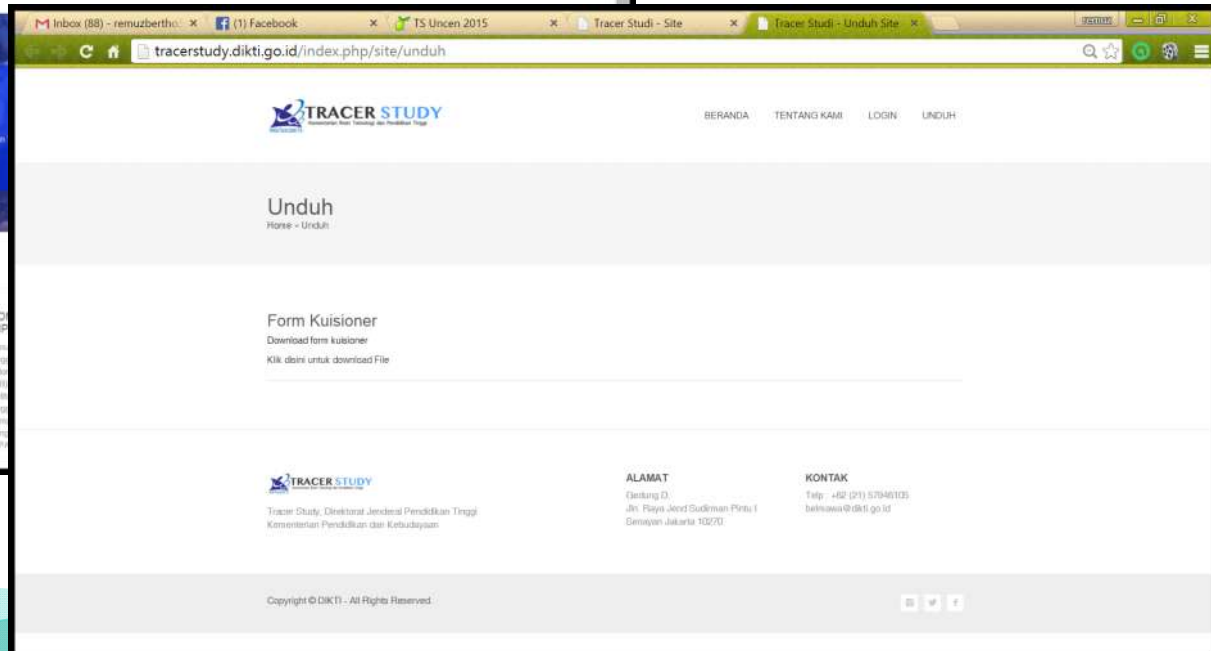 Inbox (88) - remuzbertho
(1) Facebook
TS Uncen 2015
Tracer Studi - Site
Tracer Studi - Unduh Site
tracerstudy.dikti.go.id/index.php/site/unduh
TRACER STUDY
BERANDA TENTANG KAMI LOGIN UNDUH
Unduh
Home » Unduh
Form Kuisioner
Download form kuisioner
Klik disini untuk download File
TRACER STUDY
Tracer Study, Direktorat Jenderal Pendidikan Tinggi
Kementerian Pendidikan dan Kebudayaan
ALAMAT
Gedung D,
Jln. Raya Jend Sudirman Pintu I
Senayan Jakarta 10270
KONTAK
Telp : +62 (21) 57946105
belmawa@dikti.go.id
Copyright © DIKTI - All Rights Reserved.